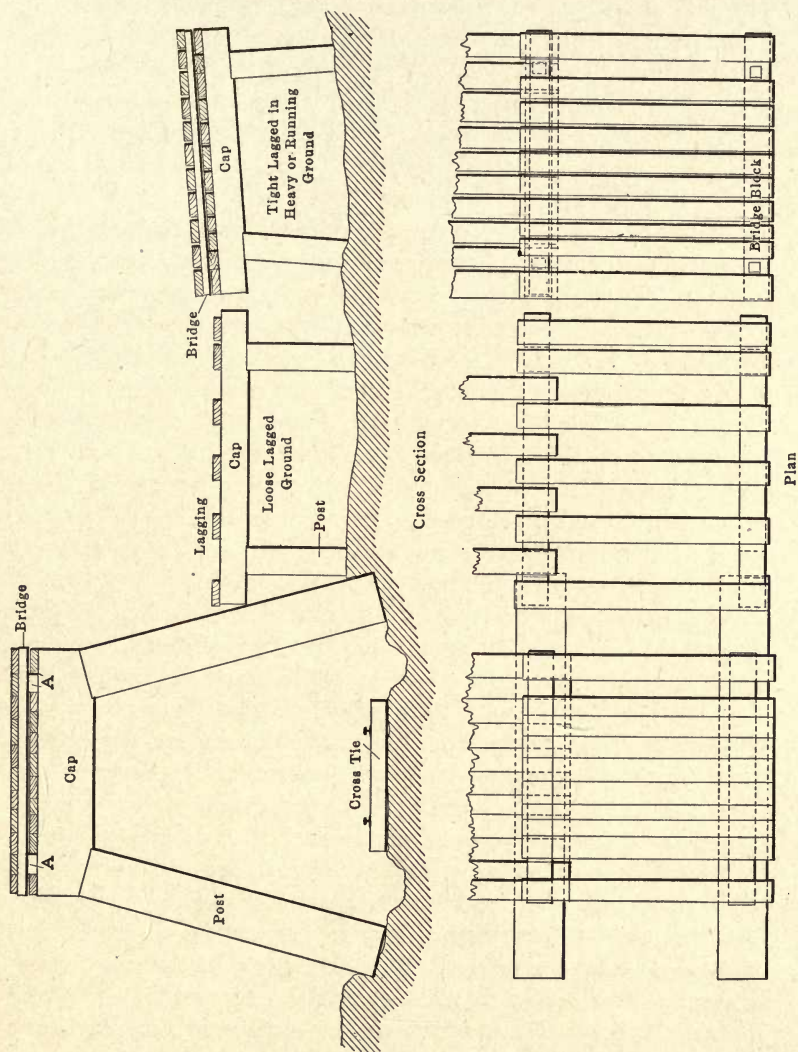 Bridge
A
A
Cap
Post
Cross Tie
Lagging
Cap
Loose Lagged
Ground
Post
Bridge
Cap
Tight Lagged in
Heavy or Running
Ground
Cross Section
Bridge Block
Plan